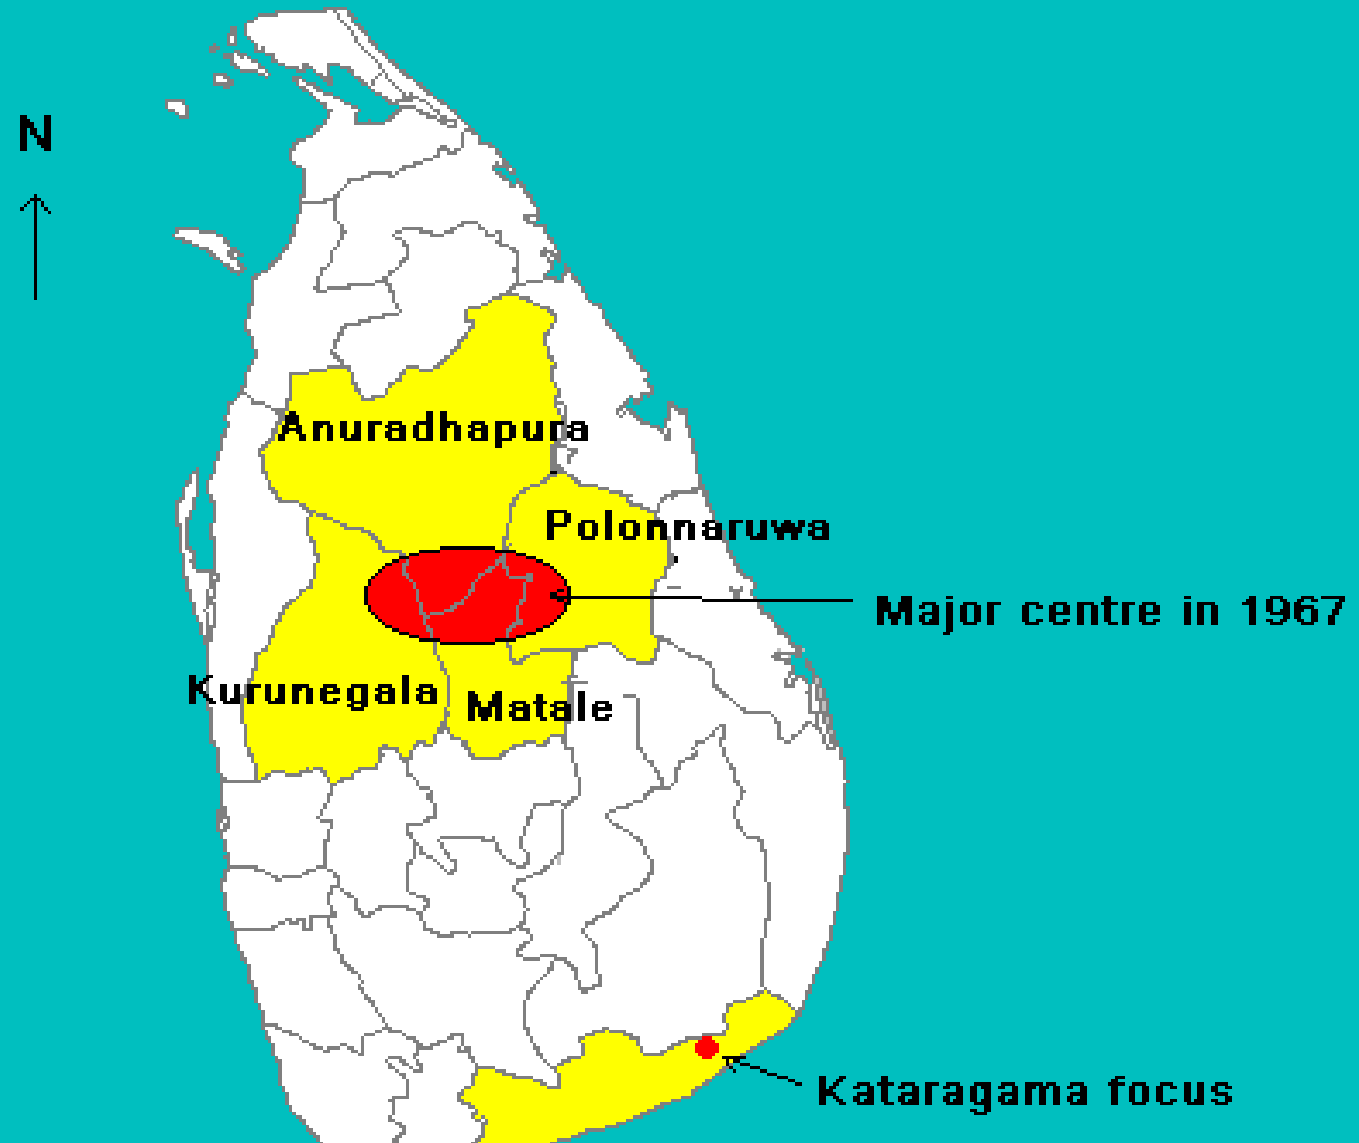 N
Anuradhapura
Polonnaruwa
Major centre in 1967
Kurunegala
Matale
Kataragama focus